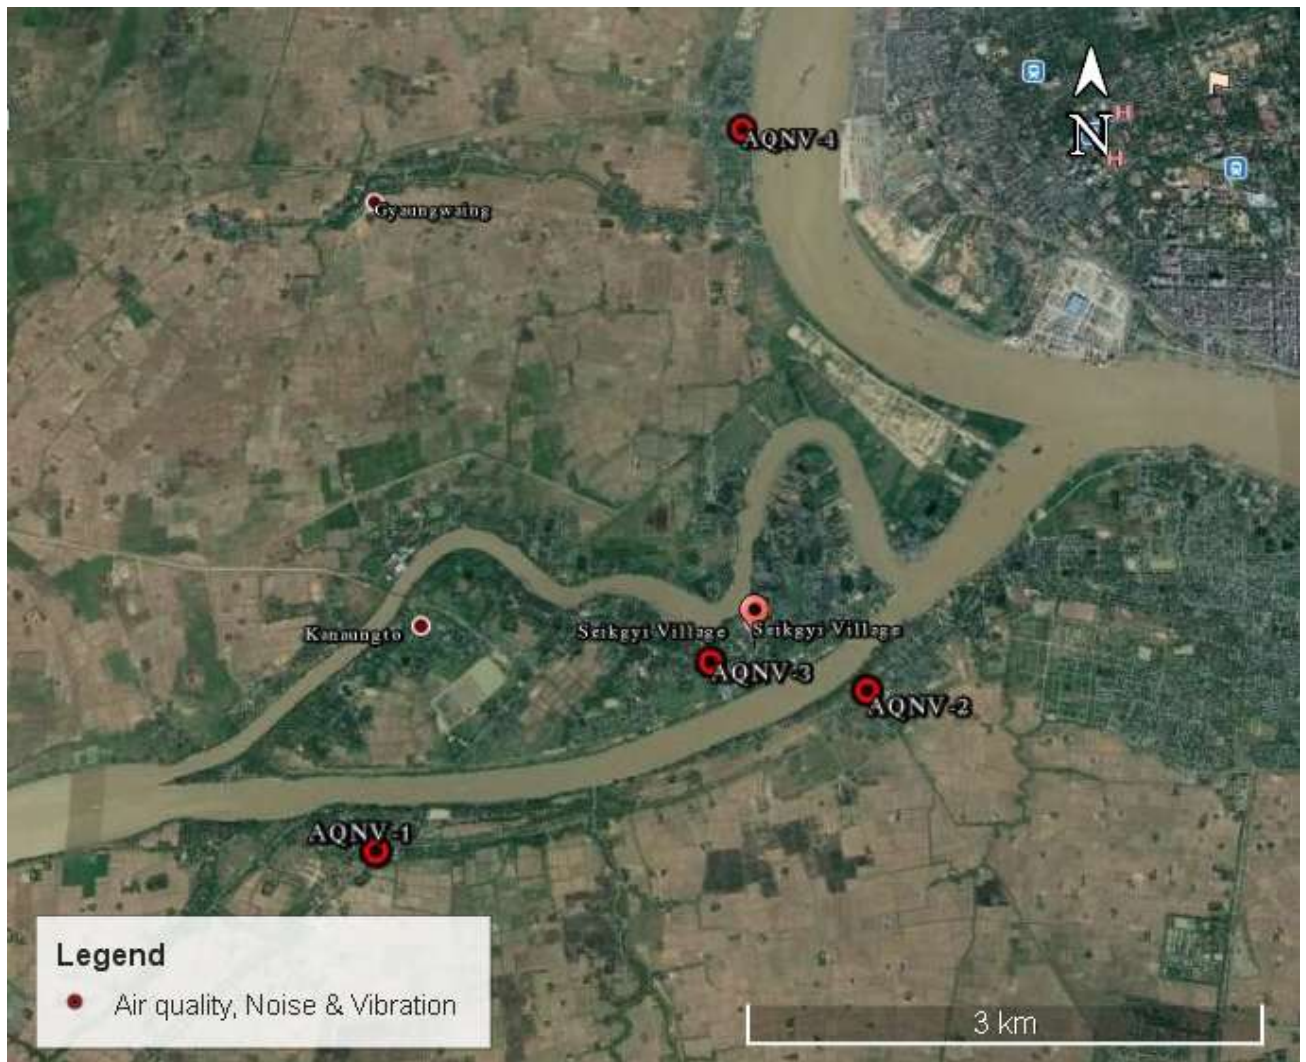 AQNV-4
N
H
H
Gyaungwaing
Kanaungto
Seikgyi Village
Seikgyi Village
AQNV-3
AQNV-2
AQNV-1
Legend
Air quality, Noise & Vibration
3 km